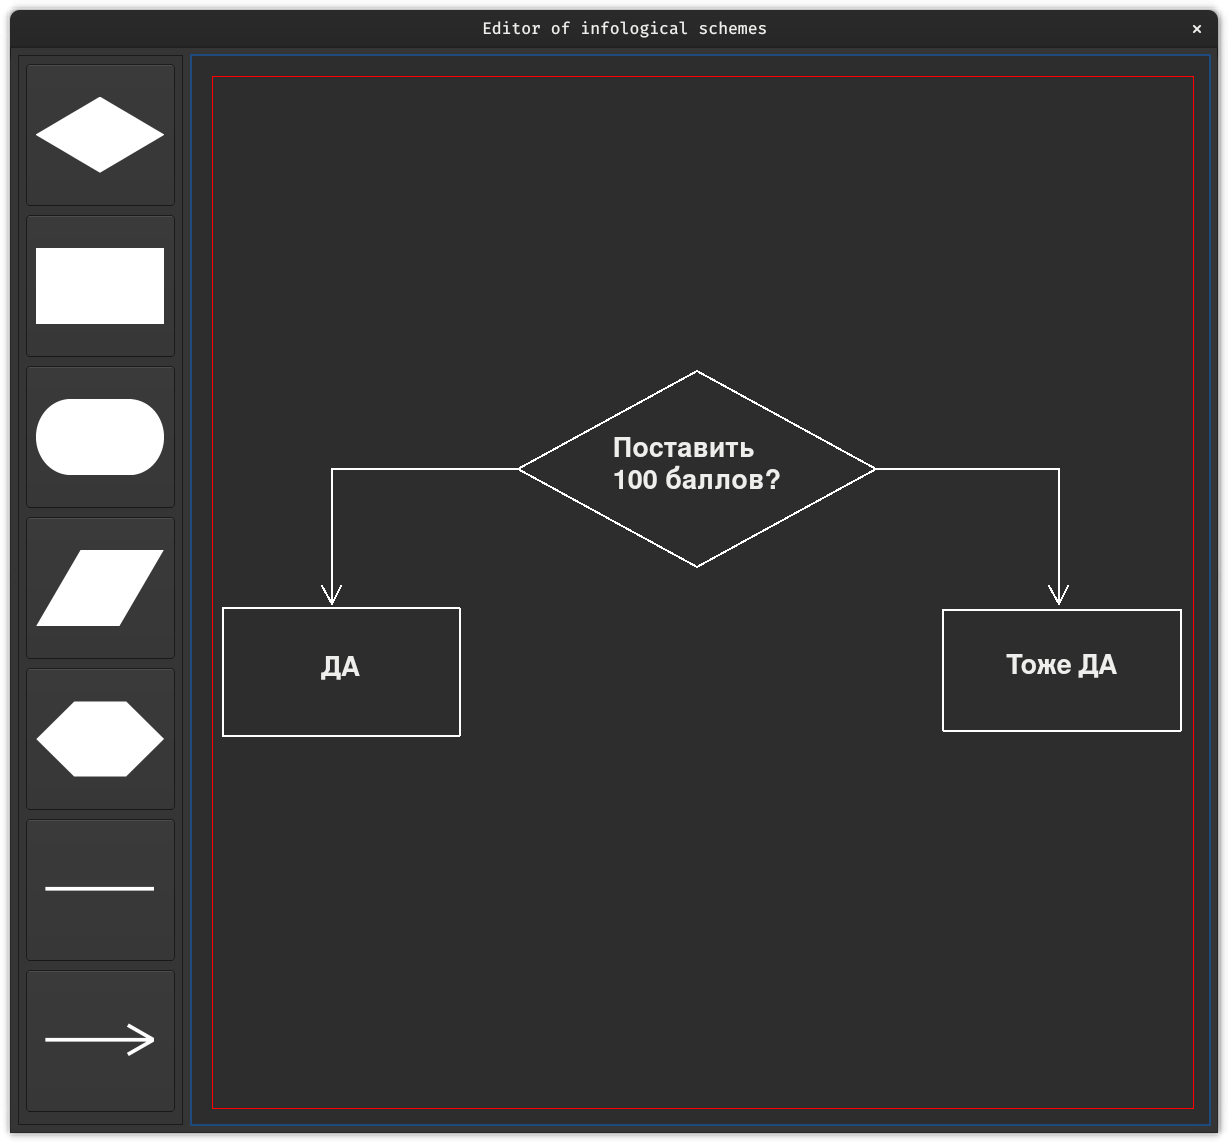 Editor of infological schemes
×
Поставить
100 баллов?
ДА
Тоже ДА